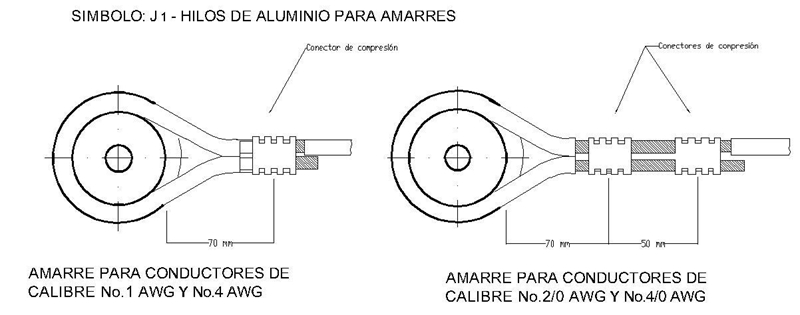 SIMBOLO: J1 - HILOS DE ALUMINIO PARA AMARRES
Conector de compresión
Conectores de compresión
70 mm
70 mm
50 mm
AMARRE PARA CONDUCTORES DE
CALIBRE No.1 AWG Y No.4 AWG
AMARRE PARA CONDUCTORES DE
CALIBRE No.2/0 AWG Y No.4/0 AWG